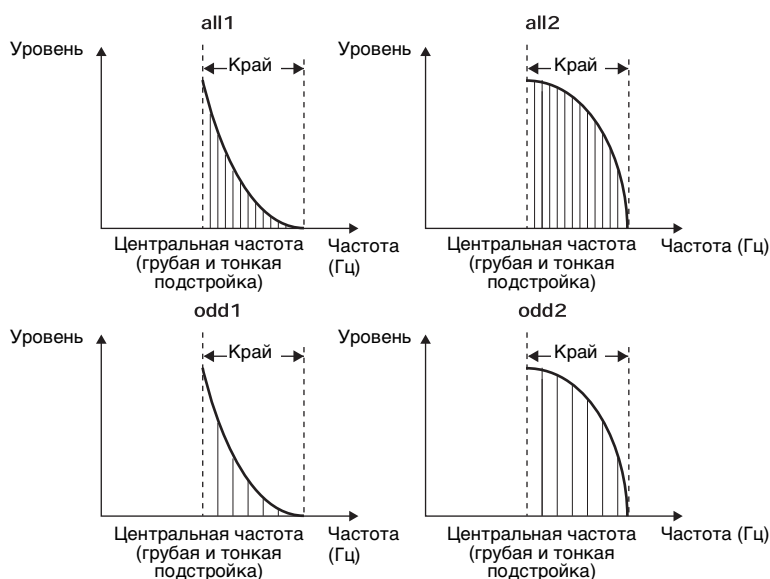 all1
Уровень
Край
Центральная частота
(грубая и тонкая
подстройка)
Частота
(Гц)
all2
Уровень
Край
Центральная частота
(грубая и тонкая
подстройка)
Частота (Гц)
odd1
Уровень
Край
Центральная частота
(грубая и тонкая
подстройка)
Частота
(Гц)
odd2
Уровень
Край
Центральная частота
(грубая и тонкая
подстройка)
Частота (Гц)